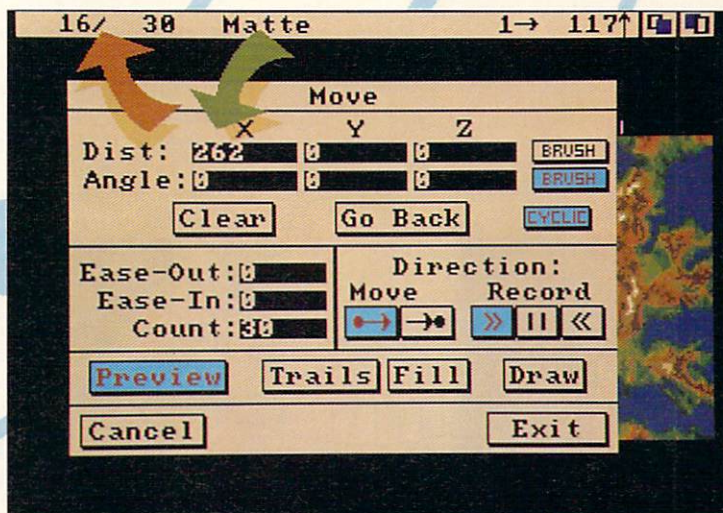 16/ 30 Matte 1→ 117↑
Move
X Y Z
Dist: 262 0 0 BRUSH
Angle: 0 0 0 BRUSH
Clear Go Back CYCLIC
Ease-Out: 0
Ease-In: 0
Count: 30
Direction:
Move Record
Preview Trails Fill Draw
Cancel Exit